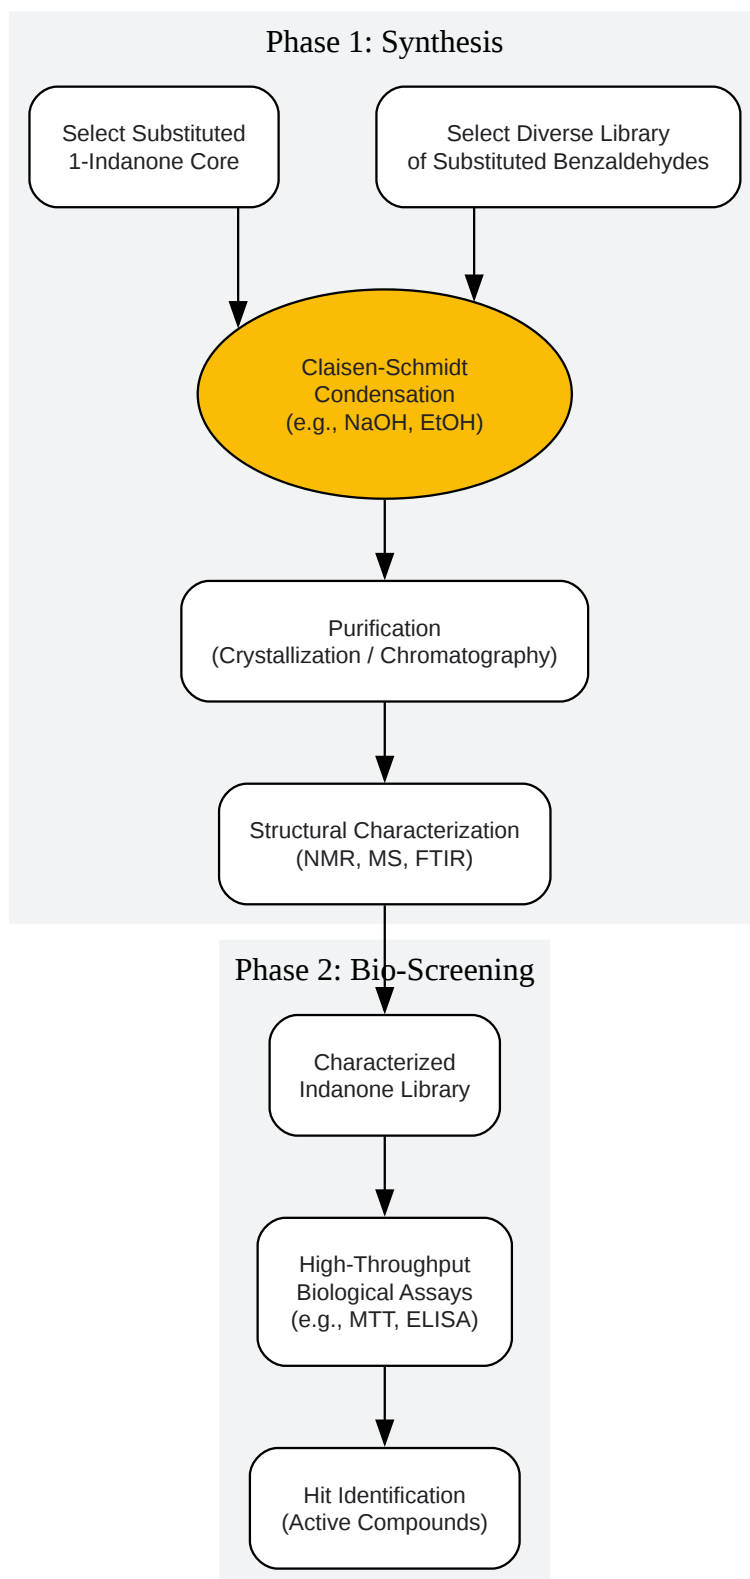 Phase 1: Synthesis
Select Substituted
1-Indanone Core
Select Diverse Library
of Substituted Benzaldehydes
Claisen-Schmidt
Condensation
(e.g., NaOH, EtOH)
Purification
(Crystallization / Chromatography)
Structural Characterization
(NMR, MS, FTIR)
Phase 2: Bio-Screening
Characterized
Indanone Library
High-Throughput
Biological Assays
(e.g., MTT, ELISA)
Hit Identification
(Active Compounds)